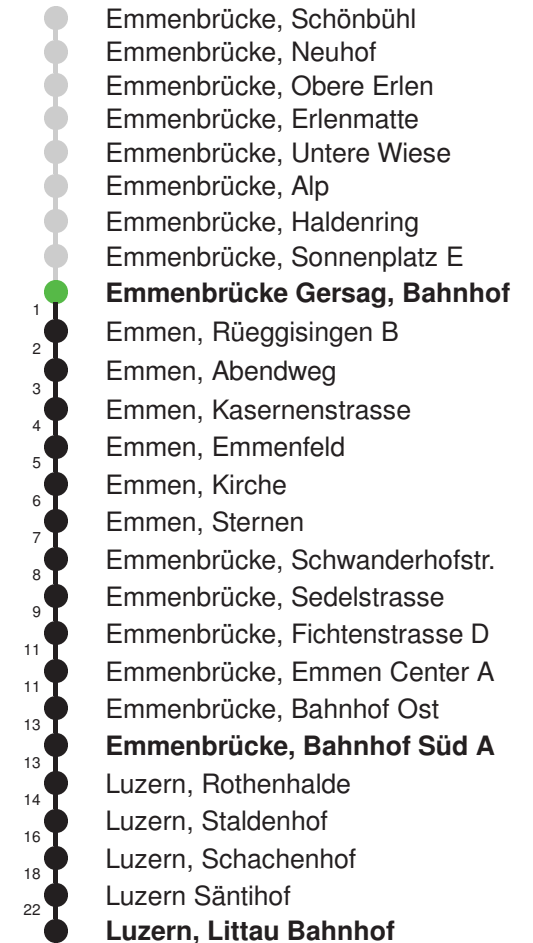 Emmenbrücke, Schönbühl
Emmenbrücke, Neuhof
Emmenbrücke, Obere Erlen
Emmenbrücke, Erlenmatte
Emmenbrücke, Untere Wiese
Emmenbrücke, Alp
Emmenbrücke, Haldenring
Emmenbrücke, Sonnenplatz E
Emmenbrücke Gersag, Bahnhof
1
Emmen, Rüeggisingen B
2
Emmen, Abendweg
3
Emmen, Kasernenstrasse
4
Emmen, Emmenfeld
5
Emmen, Kirche
6
Emmen, Sternen
7
Emmenbrücke, Schwanderhofstr.
8
Emmenbrücke, Sedelstrasse
9
Emmenbrücke, Fichtenstrasse D
11
Emmenbrücke, Emmen Center A
11
Emmenbrücke, Bahnhof Ost
13
Emmenbrücke, Bahnhof Süd A
13
Luzern, Rothenhalde
14
Luzern, Staldenhof
16
Luzern, Schachenhof
18
Luzern Säntihof
22
Luzern, Littau Bahnhof